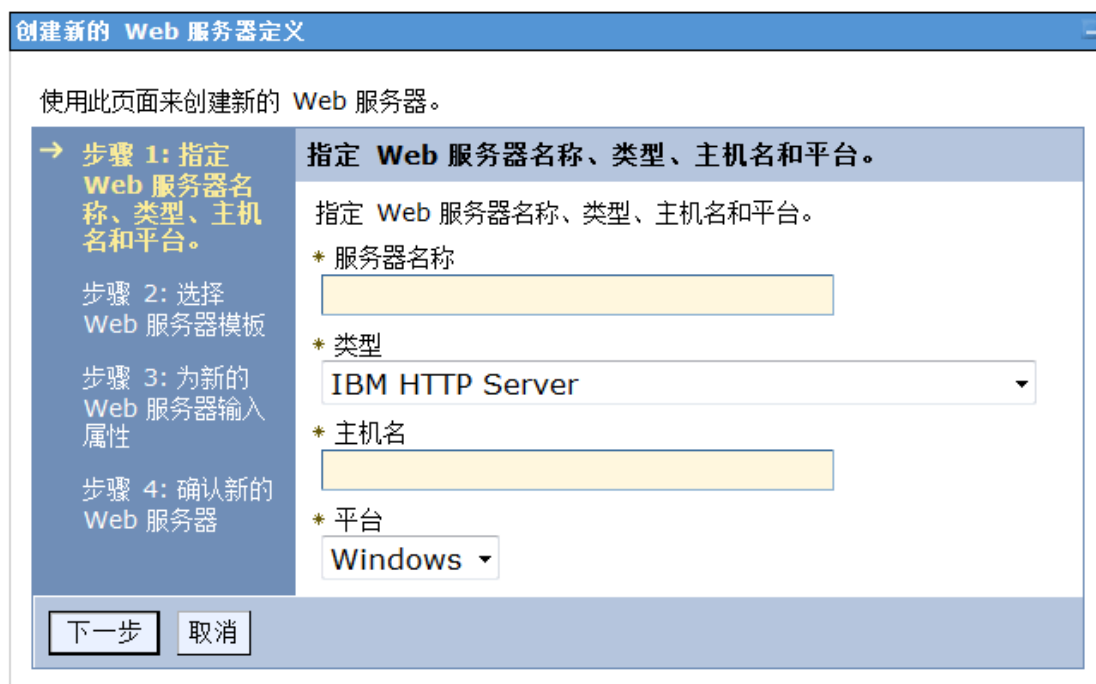 创建新的 Web 服务器定义
使用此页面来创建新的 Web 服务器。
→ 步骤 1: 指定
Web 服务器名
称、类型、主机
名和平台。
步骤 2: 选择
Web 服务器模板
步骤 3: 为新的
Web 服务器输入
属性
步骤 4: 确认新的
Web 服务器
指定 Web 服务器名称、类型、主机名和平台。
指定 Web 服务器名称、类型、主机名和平台。
* 服务器名称
* 类型
IBM HTTP Server
* 主机名
* 平台
Windows
下一步 取消